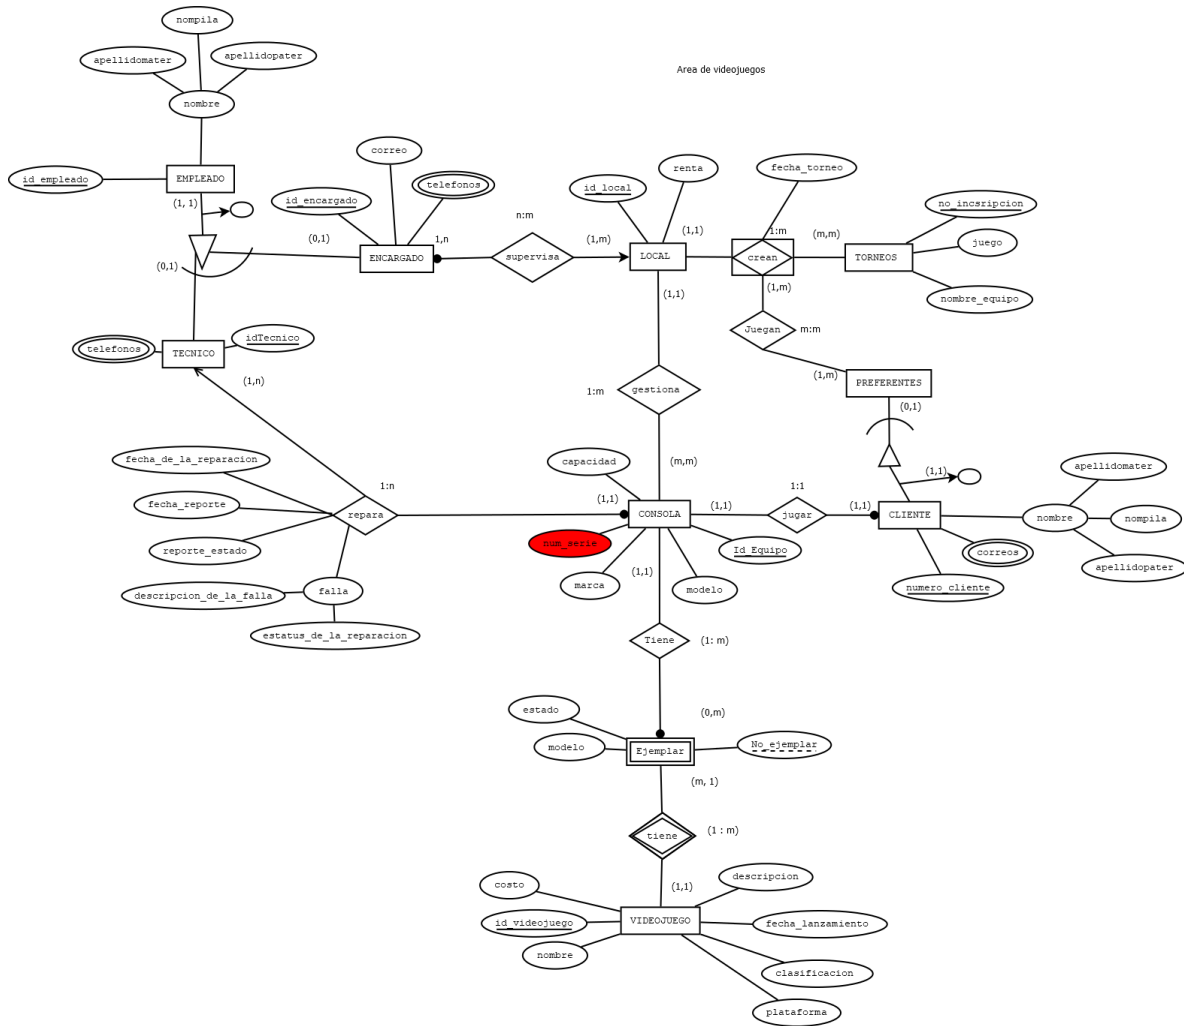 nompila
apellidomater
apellidopater
nombre
Area de videojuegos
id_empleado
EMPLEADO
(1, 1)
correo
id_encargado
telefonos
(0,1)
1,n
ENCARGADO
(0,1)
n:m
supervisa
(1,m)
id_local
renta
LOCAL
(1,1)
(1,1)
fecha_torneo
1:m
crean
(m,m)
(1,m)
no_incsripcion
juego
TORNEOS
nombre_equipo
Juegan
m:m
(1,m)
PREFERENTES
(0,1)
telefonos
TECNICO
idTecnico
(1,n)
1:m
gestiona
(m,m)
fecha_de_la_reparacion
fecha_reporte
reporte_estado
1:n
repara
descripcion_de_la_falla
falla
estatus_de_la_reparacion
capacidad
(1,1)
CONSOLA
(1,1)
num_serie
marca
(1,1)
modelo
Id_Equipo
1:1
jugar
(1,1)
(1,1)
CLIENTE
apellidomater
nombre
nompila
apellidopater
correos
numero_cliente
Tiene
(1: m)
(0,m)
estado
modelo
Ejemplar
No_ejemplar
(m, 1)
tiene
(1 : m)
(1,1)
costo
id_videojuego
nombre
VIDEOJUEGO
descripcion
fecha_lanzamiento
clasificacion
plataforma